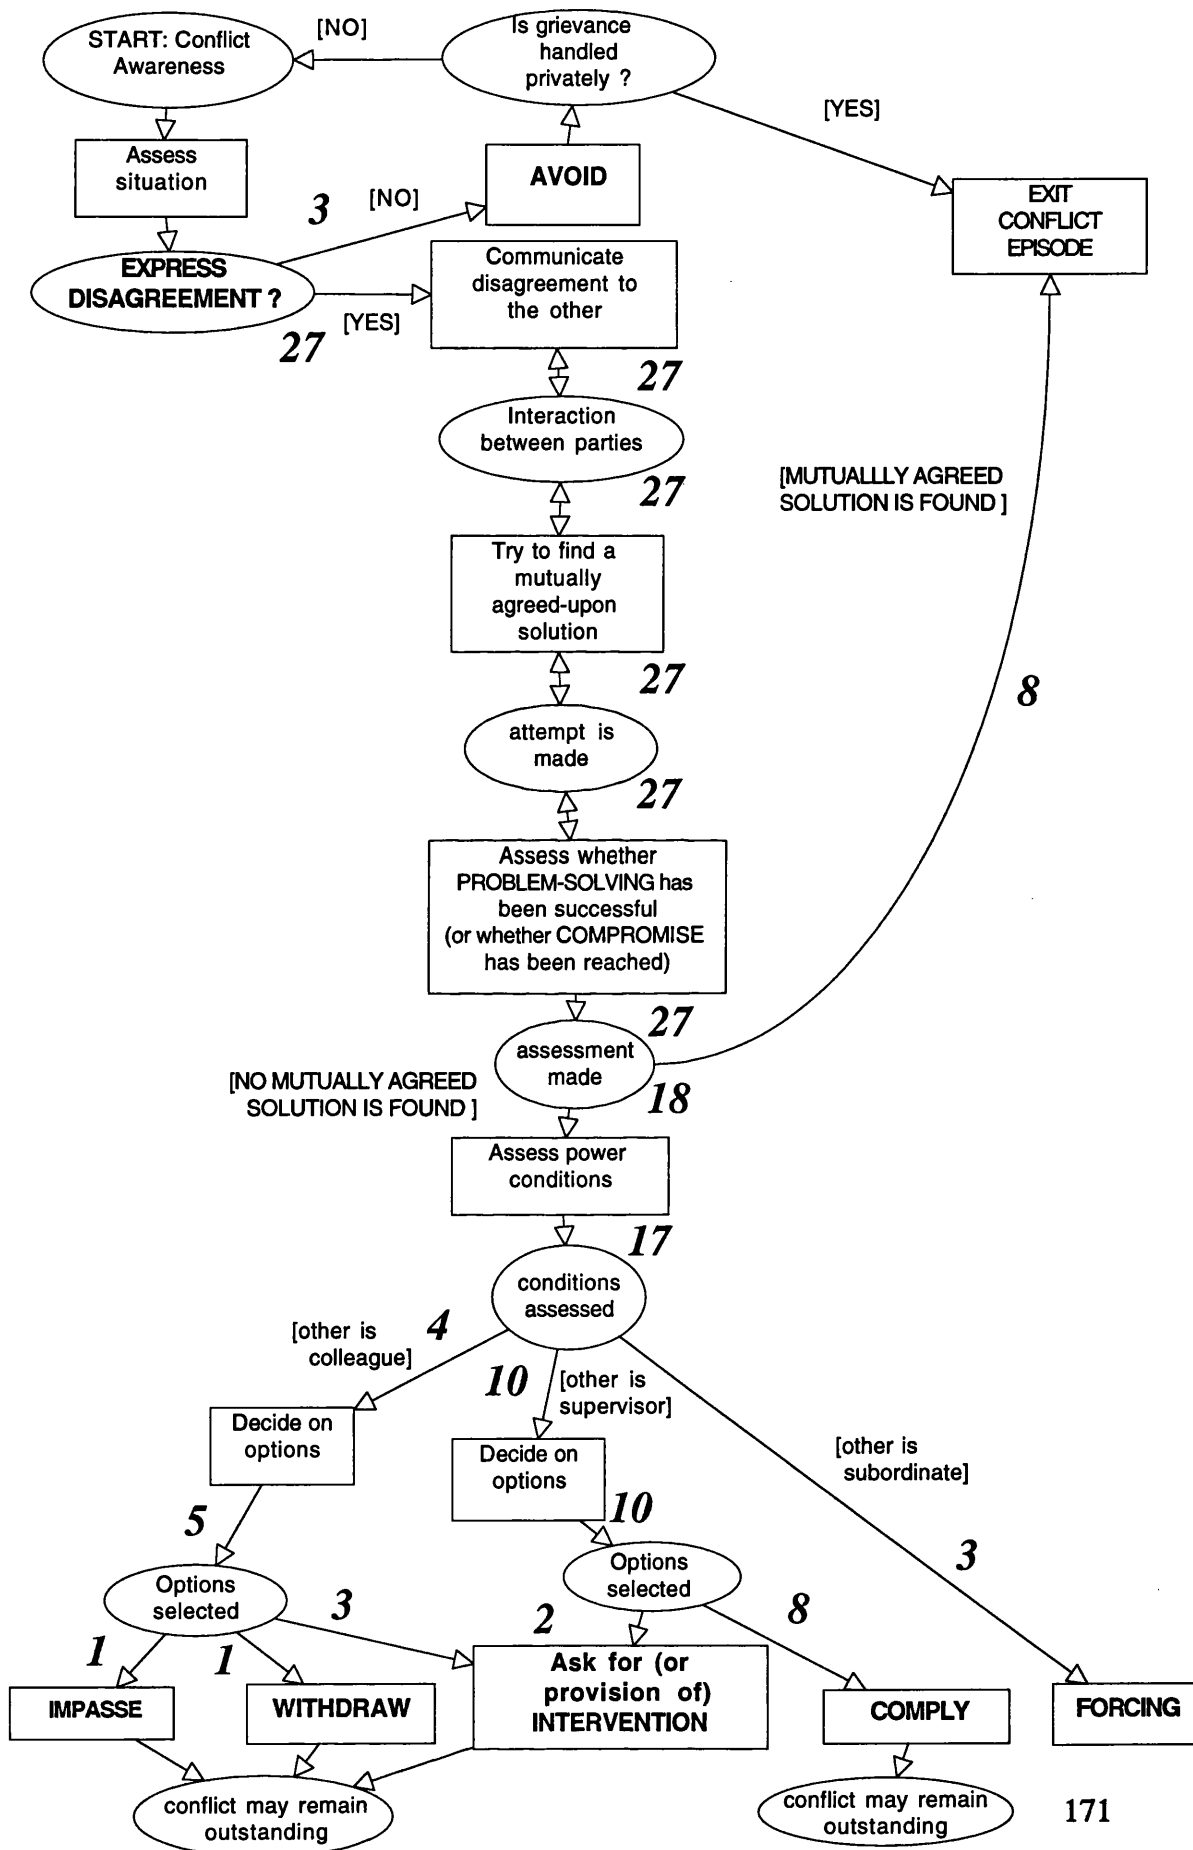 START: Conflict
Awareness
[NO]
Is grievance
handled
privately ?
[YES]
Assess
situation
3
[NO]
AVOID
EXIT
CONFLICT
EPISODE
EXPRESS
DISAGREEMENT ?
27
[YES]
Communicate
disagreement to
the other
27
Interaction
between parties
27
[MUTUALLLY AGREED
SOLUTION IS FOUND ]
Try to find a
mutually
agreed-upon
solution
27
8
attempt is
made
27
Assess whether
PROBLEM-SOLVING has
been successful
(or whether COMPROMISE
has been reached)
27
assessment
made
[NO MUTUALLY AGREED
SOLUTION IS FOUND ]
18
Assess power
conditions
17
conditions
assessed
[other is
colleague]
4
10
[other is
supervisor]
[other is
subordinate]
Decide on
options
Decide on
options
5
10
3
Options
selected
Options
selected
3
2
8
1
1
IMPASSE
WITHDRAW
Ask for (or
provision of)
INTERVENTION
COMPLY
FORCING
conflict may remain
outstanding
conflict may remain
outstanding
171